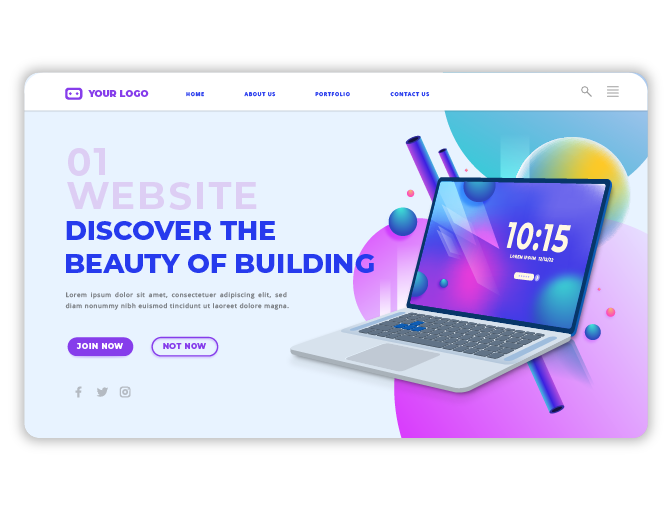 YOUR LOGO
HOME
ABOUT US
PORTFOLIO
CONTACT US
01
WEBSITE
DISCOVER THE
BEAUTY OF BUILDING
Lorem ipsum dolor sit amet, consectetuer adipiscing elit, sed
diam nonummy nibh euismod tincidunt ut laoreet dolore magna.
JOIN NOW
NOT NOW
10:15
LOREM IPSUM 12/12/23